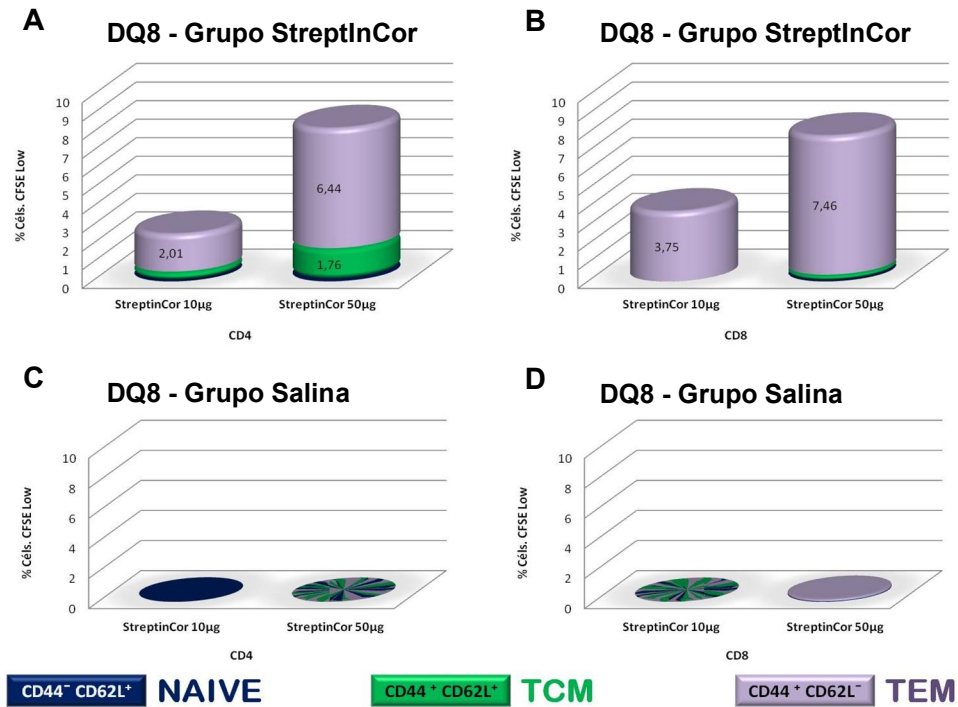 A
DQ8 - Grupo StreptInCor
% Céls. CFSE Low
10
9
8
7
6
5
4
3
2
1
0
2,01
6,44
1,76
StreptinCor 10µg
StreptinCor 50µg
CD4
B
DQ8 - Grupo StreptInCor
% Céls. CFSE Low
10
9
8
7
6
5
4
3
2
1
0
3,75
7,46
StreptinCor 10µg
StreptinCor 50µg
CD8
C
DQ8 - Grupo Salina
% Céls. CFSE Low
10
8
6
4
2
0
StreptinCor 10µg
StreptinCor 50µg
CD4
D
DQ8 - Grupo Salina
% Céls. CFSE Low
10
8
6
4
2
0
StreptinCor 10µg
StreptinCor 50µg
CD8
CD44⁻ CD62L⁺ NAIVE
CD44⁺ CD62L⁺ TCM
CD44⁺ CD62L⁻ TEM